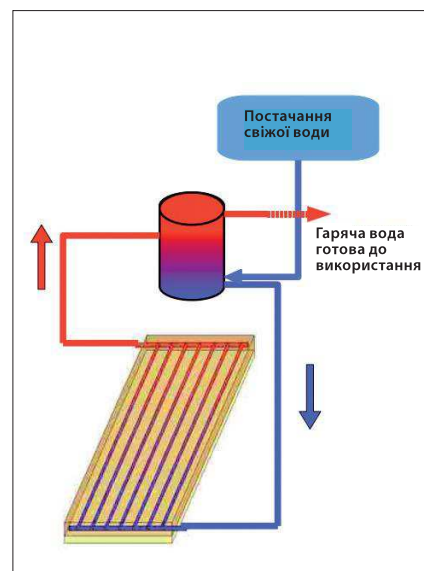 Постачання
свіжої води
Гаряча вода
готова до
використання